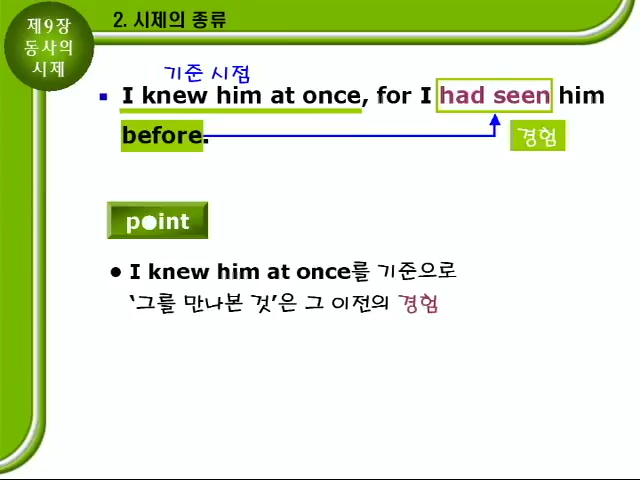 제9장
동사의
시제
2. 시제의 종류
기준 시점
I knew him at once, for I had seen him
before.
경험
point
● I knew him at once를 기준으로
‘그를 만나본 것’은 그 이전의 경험